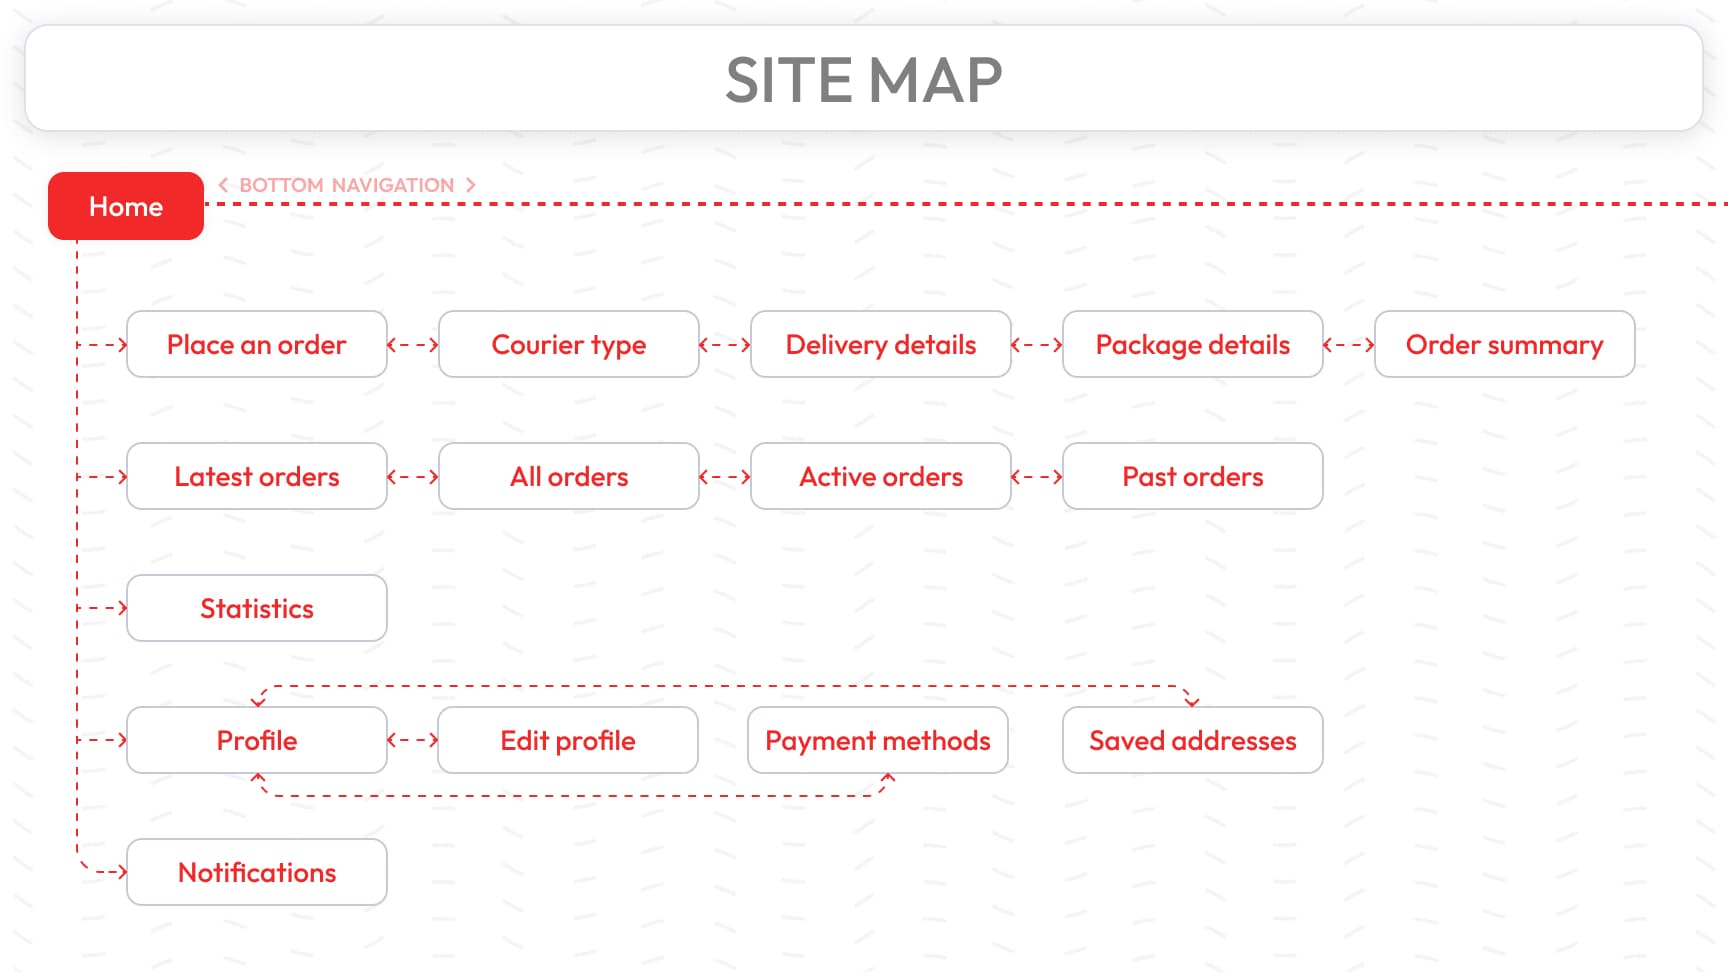 SITE MAP
Home
< BOTTOM NAVIGATION >
Place an order
Courier type
Delivery details
Package details
Order summary
Latest orders
All orders
Active orders
Past orders
Statistics
Profile
Edit profile
Payment methods
Saved addresses
Notifications